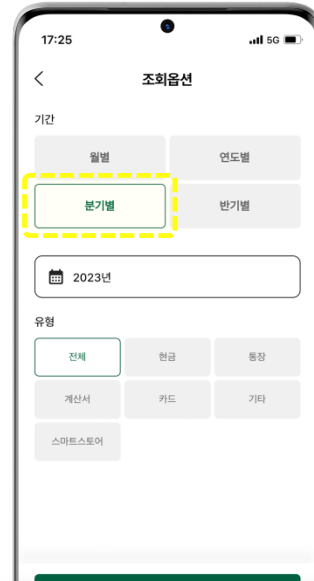 17:25 5G
조회옵션
기간
월별 연도별
분기별 반기별
2023년
유형
전체 현금 통장
계산서 카드 기타
스마트스토어